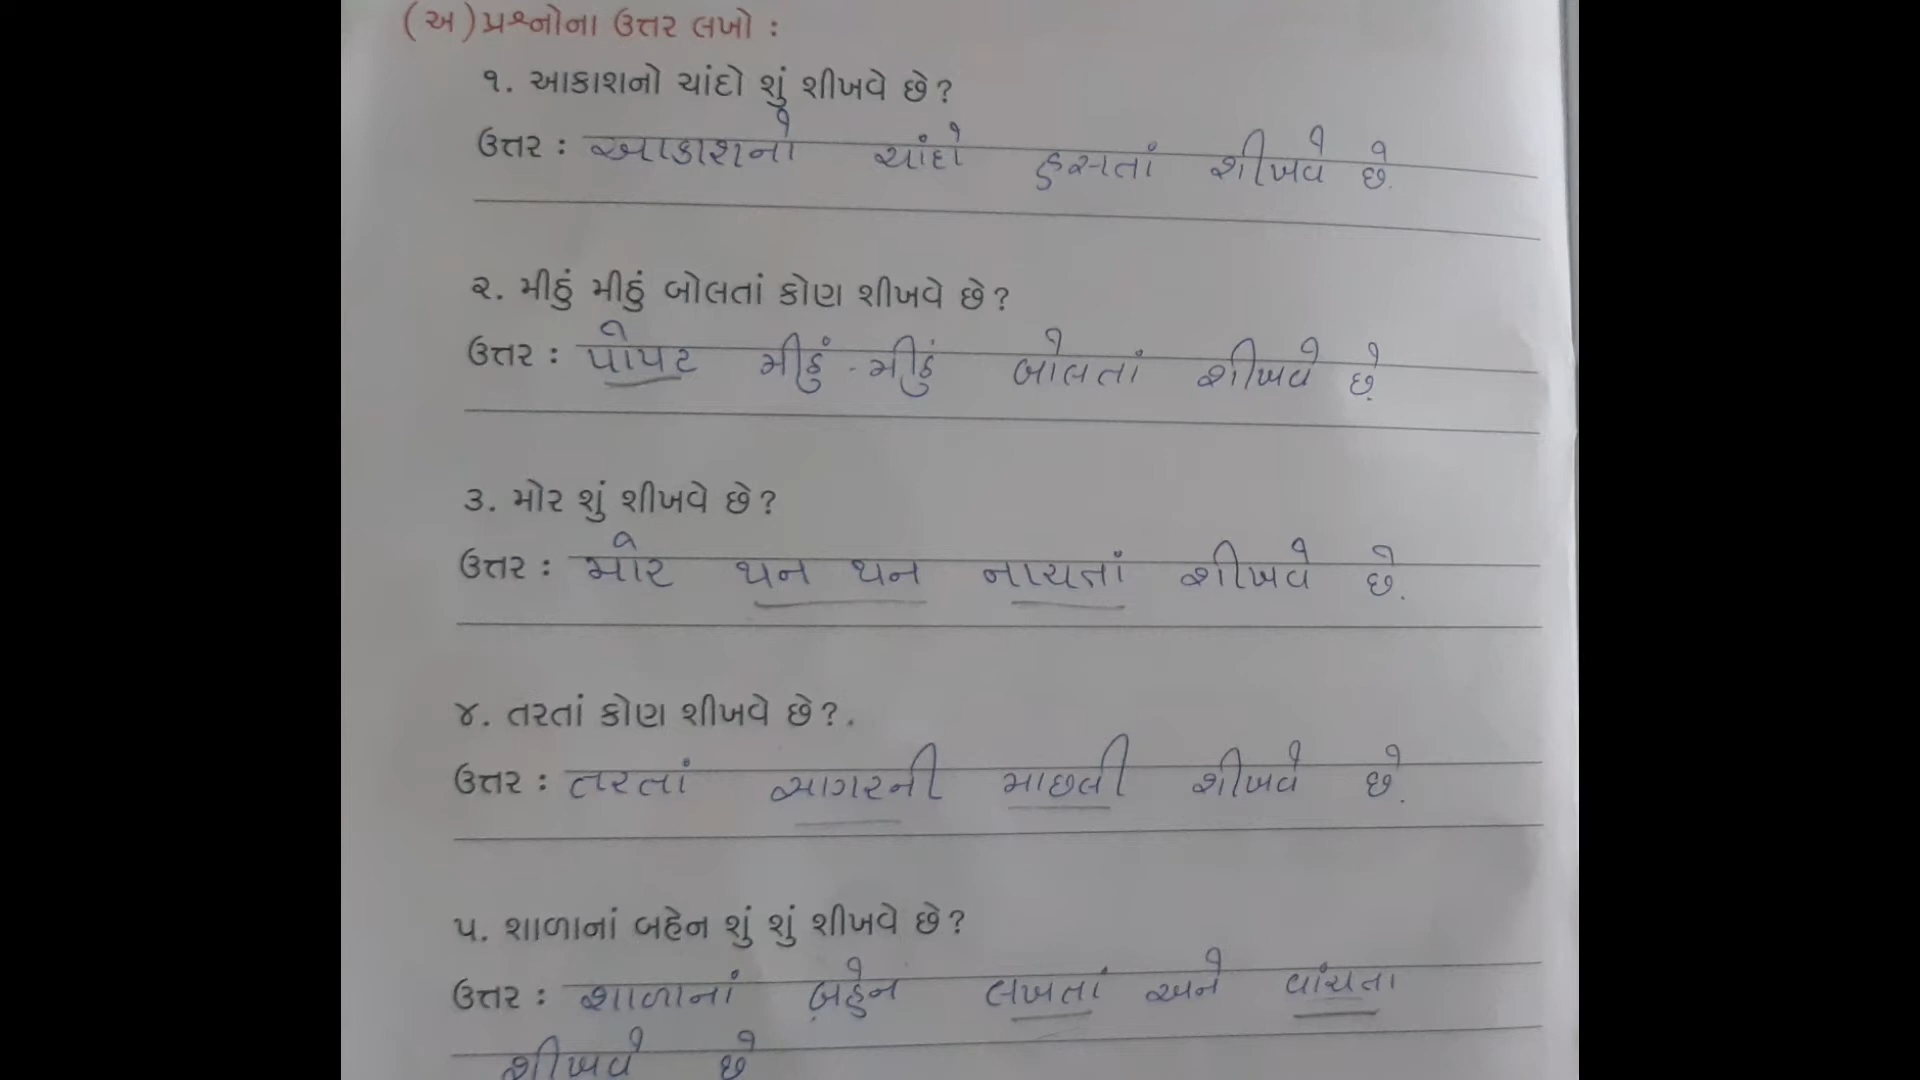 (અ) પ્રશ્નોના ઉત્તર લખો :
૧. આકાશનો ચાંદો શું શીખવે છે?
ઉત્તર : આકાશનો ચાંદો હસતાં શીખવે છે.
૨. મીઠું મીઠું બોલતાં કોણ શીખવે છે?
ઉત્તર : પોપટ મીઠું - મીઠું બોલતાં શીખવે છે.
૩. મોર શું શીખવે છે?
ઉત્તર : મોર થન થન નાચતાં શીખવે છે.
૪. તરતાં કોણ શીખવે છે?.
ઉત્તર : તરતાં સાગરની માછલી શીખવે છે.
૫. શાળાનાં બહેન શું શું શીખવે છે?
ઉત્તર : શાળાનાં બહેન લખતાં અને વાંચતા
શીખવે છે